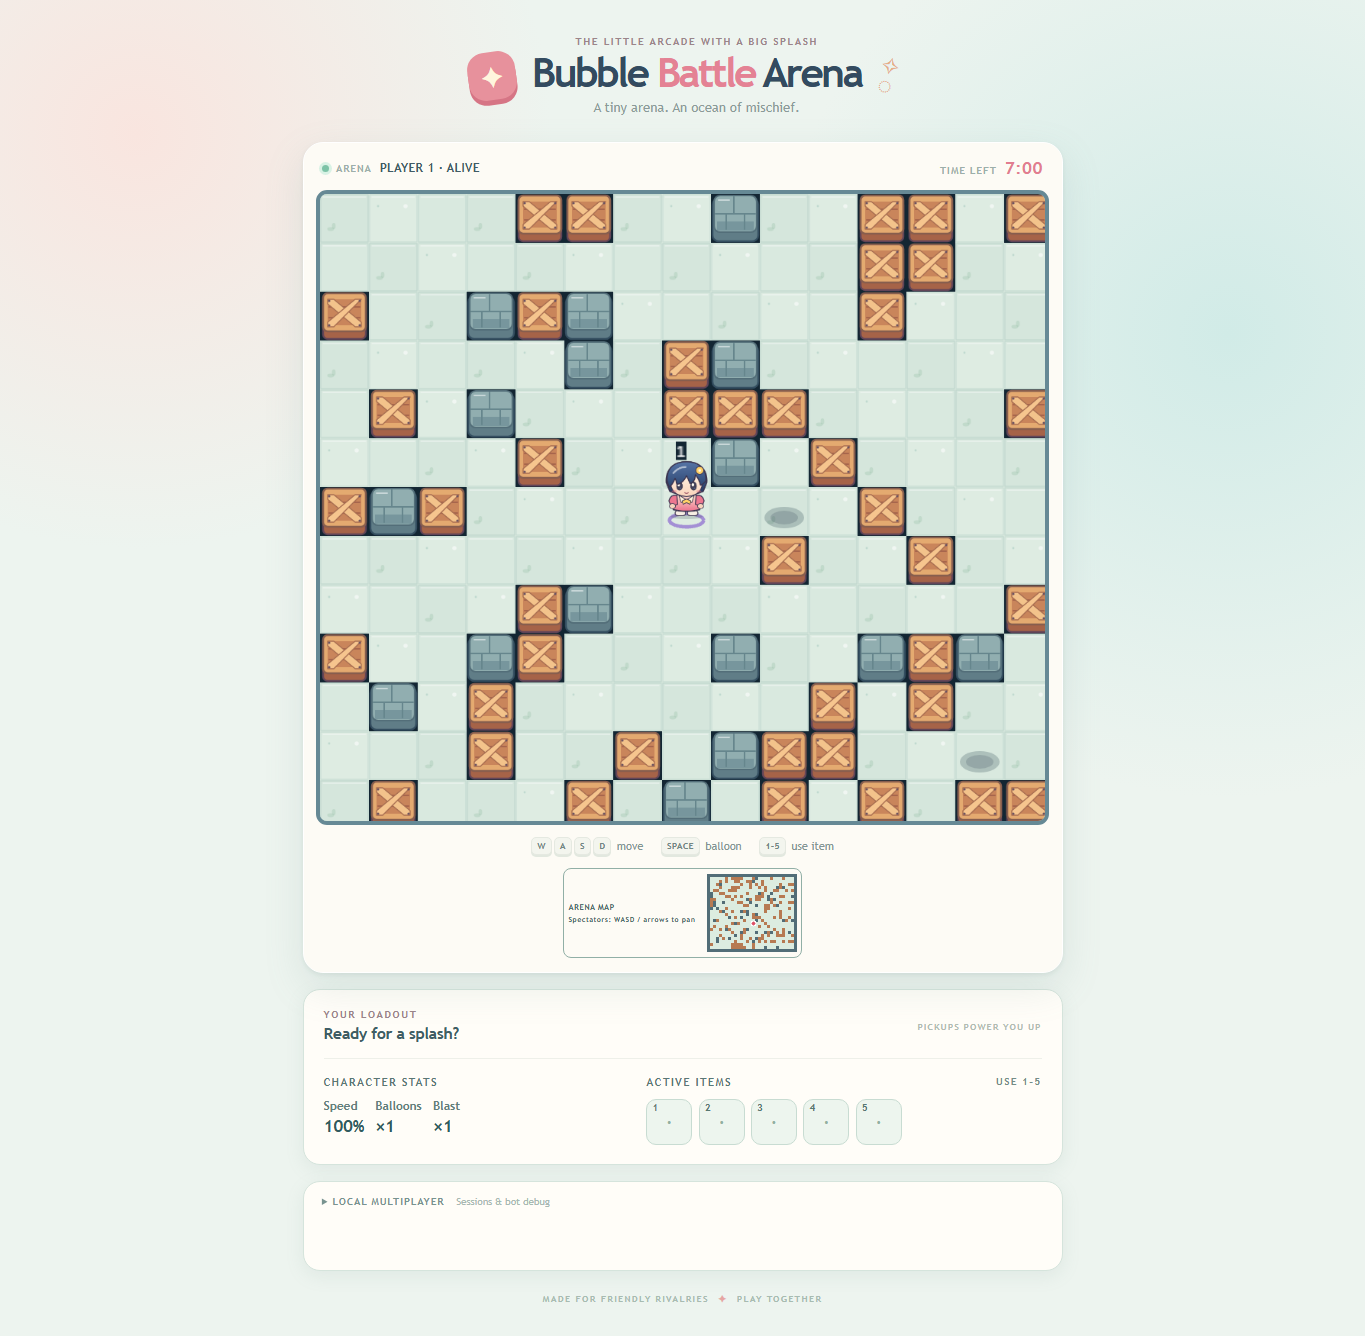 THE LITTLE ARCADE WITH A BIG SPLASH
Bubble Battle Arena
A tiny arena. An ocean of mischief.
ARENA PLAYER 1 · ALIVE
TIME LEFT 7:00
1
W A S D move SPACE balloon 1-5 use item
ARENA MAP
Spectators: WASD / arrows to pan
YOUR LOADOUT
Ready for a splash?
PICKUPS POWER YOU UP
CHARACTER STATS
Speed Balloons Blast
100% ×1 ×1
ACTIVE ITEMS
USE 1-5
1 2 3 4 5
LOCAL MULTIPLAYER Sessions & bot debug
MADE FOR FRIENDLY RIVALRIES ✦ PLAY TOGETHER